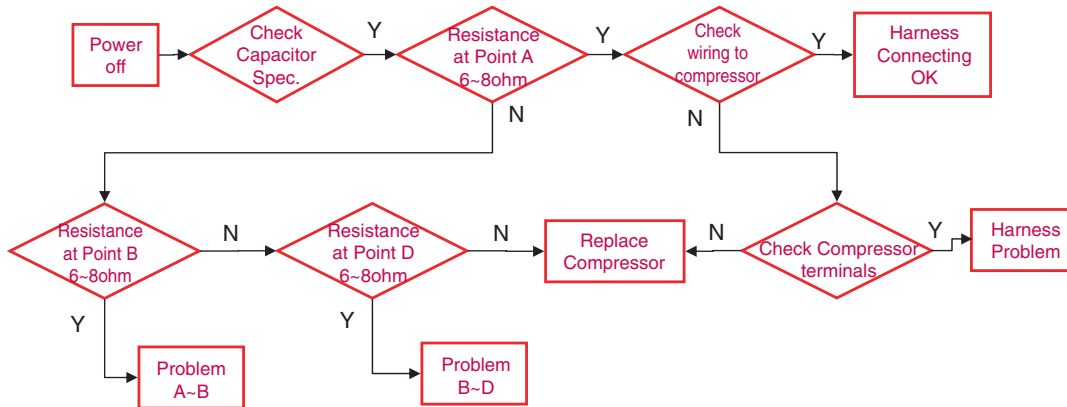 Power
off
Check
Capacitor
Spec.
Y
Resistance
at Point A
6~8ohm
Y
Check
wiring to
compressor
Y
Harness
Connecting
OK
N
N
Resistance
at Point B
6~8ohm
N
Resistance
at Point D
6~8ohm
N
Replace
Compressor
N
Check Compressor
terminals
Y
Harness
Problem
Y
Y
Problem
A~B
Problem
B~D